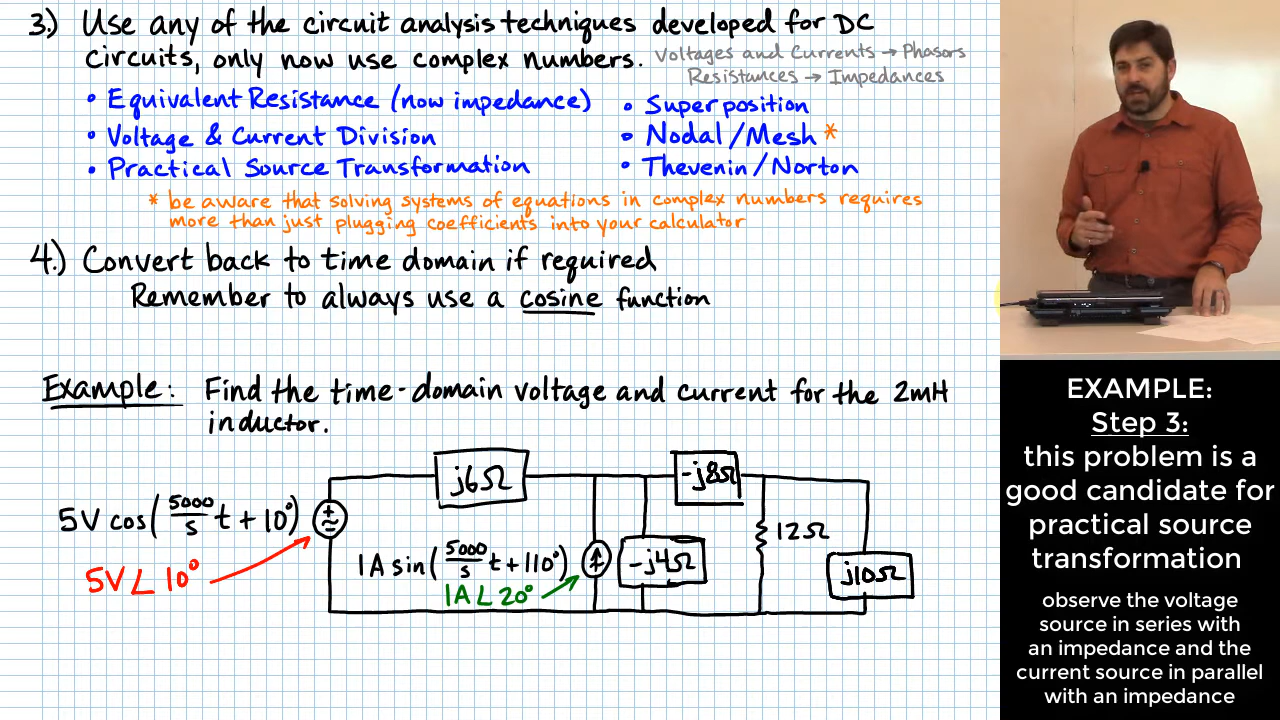 3.) Use any of the circuit analysis techniques developed for DC
circuits, only now use complex numbers.
Voltages and Currents → Phasors
Resistances → Impedances
• Equivalent Resistance (now impedance)
• Voltage & Current Division
• Practical Source Transformation
• Superposition
• Nodal/Mesh *
• Thevenin/Norton
* be aware that solving systems of equations in complex numbers requires
more than just plugging coefficients into your calculator
4.) Convert back to time domain if required
Remember to always use a cosine function
Example: Find the time-domain voltage and current for the 2mH
inductor.
5V cos(5000/s t + 10°)
5V∠10°
+
j6Ω
1A sin(5000/s t + 110°)
1A∠20°
-j4Ω
-j8Ω
12Ω
j10Ω
EXAMPLE:
Step 3:
this problem is a
good candidate for
practical source
transformation
observe the voltage
source in series with
an impedance and the
current source in parallel
with an impedance